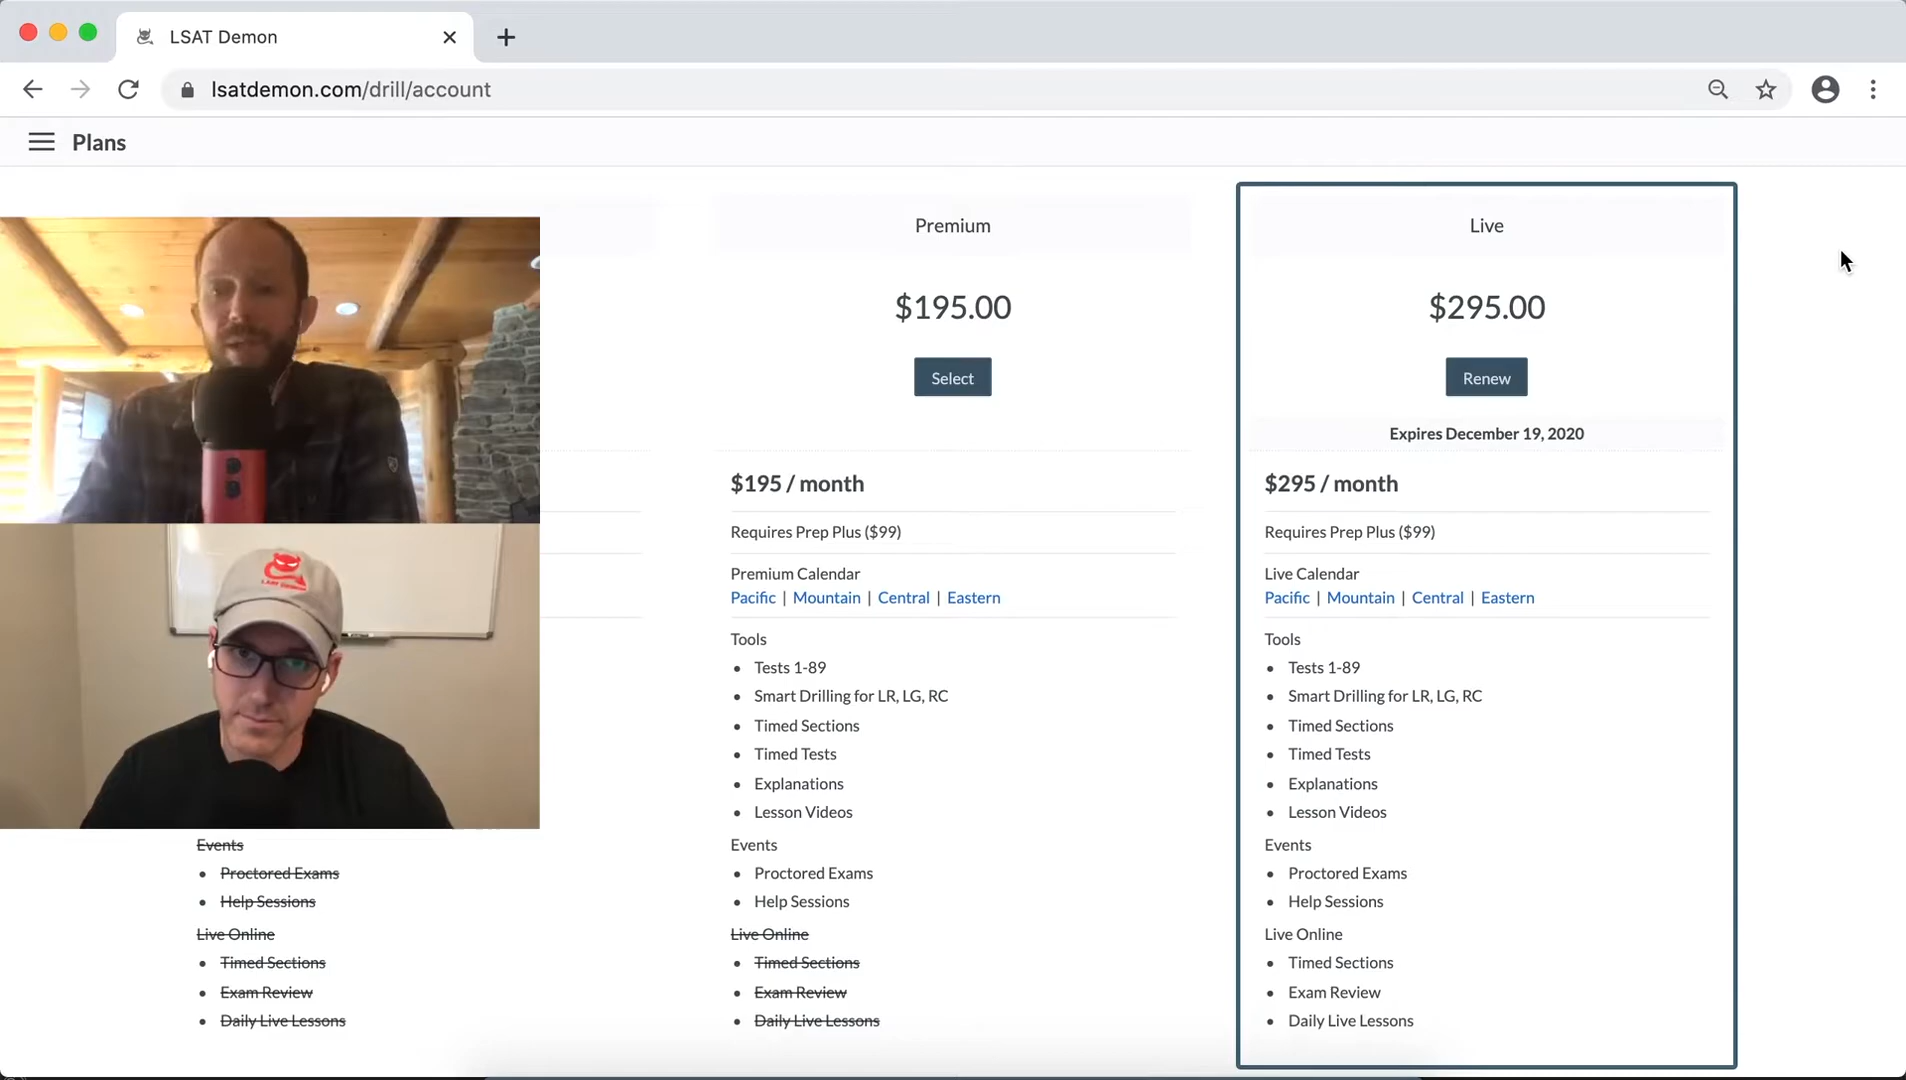 LSAT Demon
lsatdemon.com/drill/account
Plans
Events
Proctored Exams
Help Sessions
Live Online
Timed Sections
Exam Review
Daily Live Lessons
Premium
$195.00
Select
$195 / month
Requires Prep Plus ($99)
Premium Calendar
Pacific | Mountain | Central | Eastern
Tools
Tests 1-89
Smart Drilling for LR, LG, RC
Timed Sections
Timed Tests
Explanations
Lesson Videos
Events
Proctored Exams
Help Sessions
Live Online
Timed Sections
Exam Review
Daily Live Lessons
Live
$295.00
Renew
Expires December 19, 2020
$295 / month
Requires Prep Plus ($99)
Live Calendar
Pacific | Mountain | Central | Eastern
Tools
Tests 1-89
Smart Drilling for LR, LG, RC
Timed Sections
Timed Tests
Explanations
Lesson Videos
Events
Proctored Exams
Help Sessions
Live Online
Timed Sections
Exam Review
Daily Live Lessons
LSAT DEMON